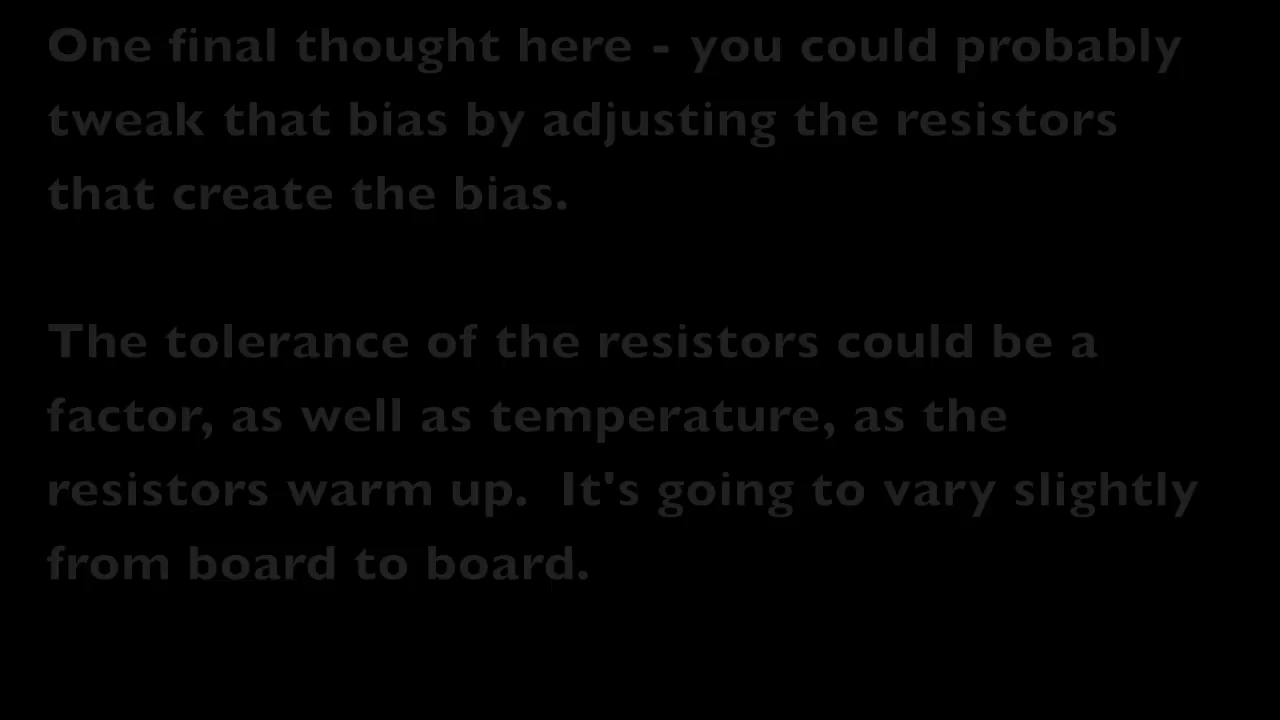 One final thought here - you could probably
tweak that bias by adjusting the resistors
that create the bias.
The tolerance of the resistors could be a
factor, as well as temperature, as the
resistors warm up.  It's going to vary slightly
from board to board.